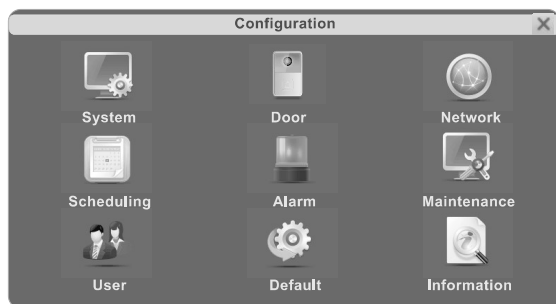 Configuration
System Door Network
Scheduling Alarm Maintenance
User Default Information